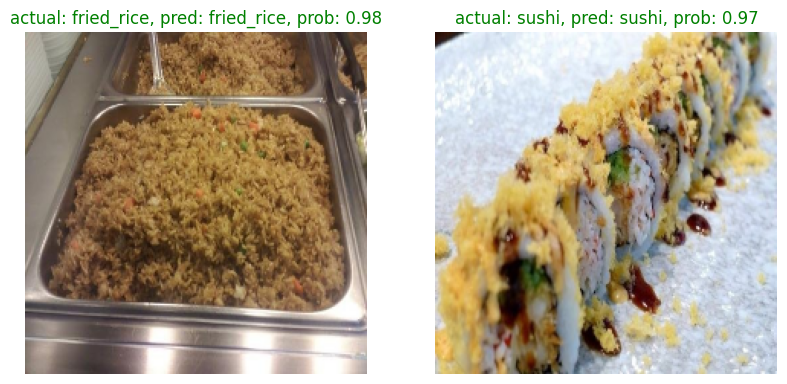 actual: fried_rice, pred: fried_rice, prob: 0.98
actual: sushi, pred: sushi, prob: 0.97